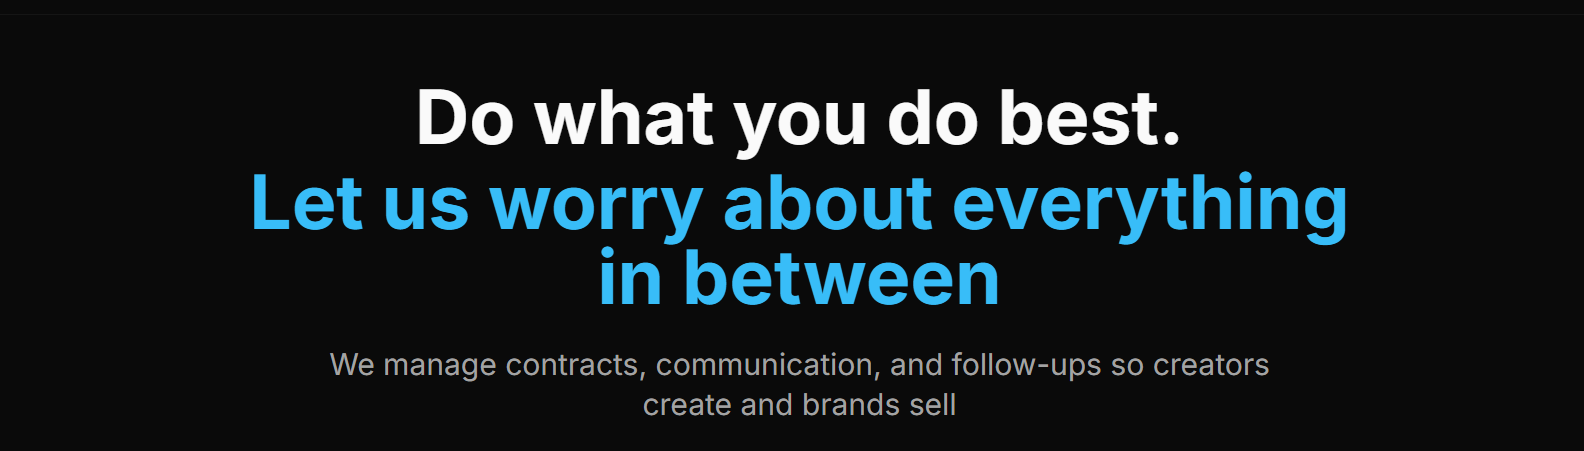 Do what you do best.
Let us worry about everything
in between
We manage contracts, communication, and follow-ups so creators
create and brands sell